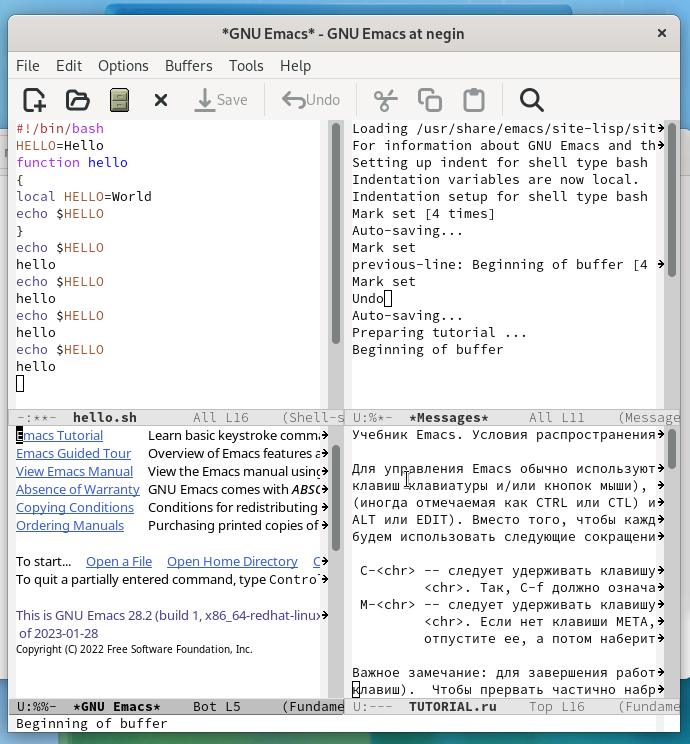 *GNU Emacs* - GNU Emacs at negin
File Edit Options Buffers Tools Help
Save Undo
#!/bin/bash
HELLO=Hello
function hello
{
local HELLO=World
echo $HELLO
}
echo $HELLO
hello
echo $HELLO
hello
echo $HELLO
hello
echo $HELLO
hello
-:**- hello.sh All L16 (Shell-s
Loading /usr/share/emacs/site-lisp/sit
For information about GNU Emacs and th
Setting up indent for shell type bash
Indentation variables are now local.
Indentation setup for shell type bash
Mark set [4 times]
Auto-saving...
Mark set
previous-line: Beginning of buffer [4
Mark set
Undo
Auto-saving...
Preparing tutorial ...
Beginning of buffer
U:%*- *Messages* All L11 (Message
Emacs Tutorial Learn basic keystroke comma
Emacs Guided Tour Overview of Emacs features a
View Emacs Manual View the Emacs manual using
Absence of Warranty GNU Emacs comes with ABSO
Copying Conditions Conditions for redistributing
Ordering Manuals Purchasing printed copies of
To start... Open a File Open Home Directory C
To quit a partially entered command, type Control
This is GNU Emacs 28.2 (build 1, x86_64-redhat-linux
of 2023-01-28
Copyright (C) 2022 Free Software Foundation, Inc.
U:%%- *GNU Emacs* Bot L5 (Fundame
Учебник Emacs. Условия распространения
Для управления Emacs обычно используют
клавиш клавиатуры и/или кнопок мыши),
(иногда отмечаемая как CTRL или CTL) и
ALT или EDIT). Вместо того, чтобы кажд
будем использовать следующие сокращени
C-<chr> -- следует удерживать клавишу
<chr>. Так, C-f должно означа
M-<chr> -- следует удерживать клавишу
<chr>. Если нет клавиши META,
отпустите ее, а потом наберит
Важное замечание: для завершения работ
клавиш). Чтобы прервать частично набр
U:--- TUTORIAL.ru Top L16 (Fundame
Beginning of buffer